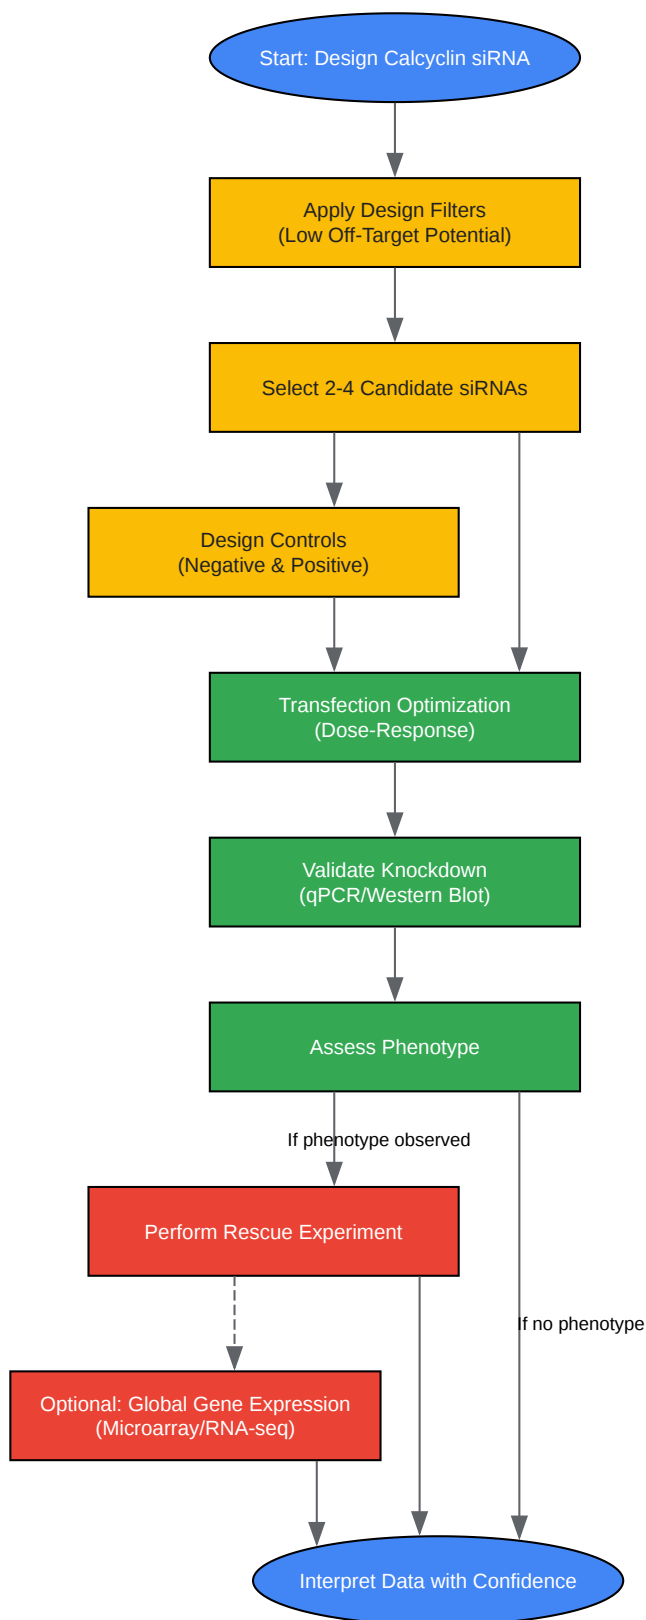 Start: Design Calcyclin siRNA
Apply Design Filters
(Low Off-Target Potential)
Select 2-4 Candidate siRNAs
Design Controls
(Negative & Positive)
Transfection Optimization
(Dose-Response)
Validate Knockdown
(qPCR/Western Blot)
Assess Phenotype
If phenotype observed
Perform Rescue Experiment
If no phenotype
Optional: Global Gene Expression
(Microarray/RNA-seq)
Interpret Data with Confidence